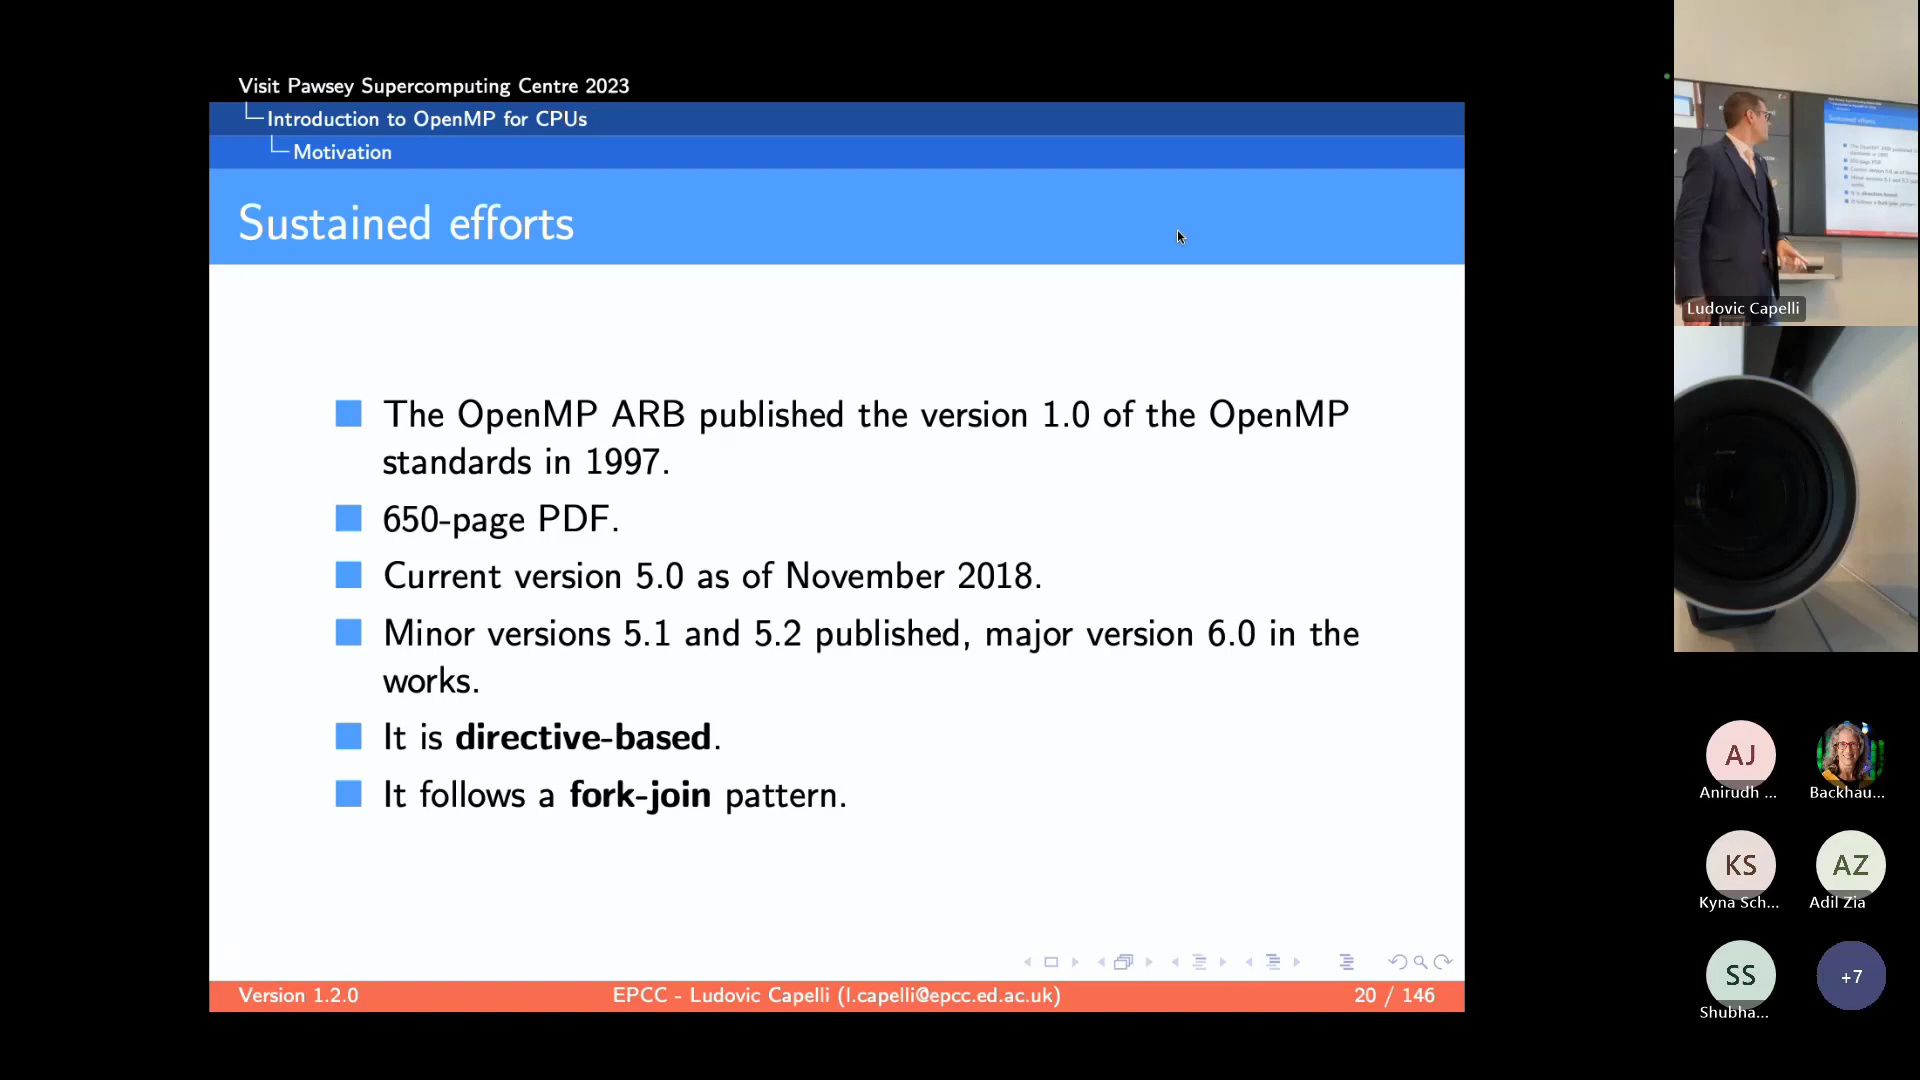 Visit Pawsey Supercomputing Centre 2023
Introduction to OpenMP for CPUs
Motivation
Sustained efforts
The OpenMP ARB published the version 1.0 of the OpenMP
standards in 1997.
650-page PDF.
Current version 5.0 as of November 2018.
Minor versions 5.1 and 5.2 published, major version 6.0 in the
works.
It is directive-based.
It follows a fork-join pattern.
Version 1.2.0
EPCC - Ludovic Capelli (l.capelli@epcc.ed.ac.uk)
20 / 146
Sustained efforts
Ludovic Capelli
AJ
Anirudh ...
Backhau...
KS
Kyna Sch...
AZ
Adil Zia
SS
Shubha...
+7